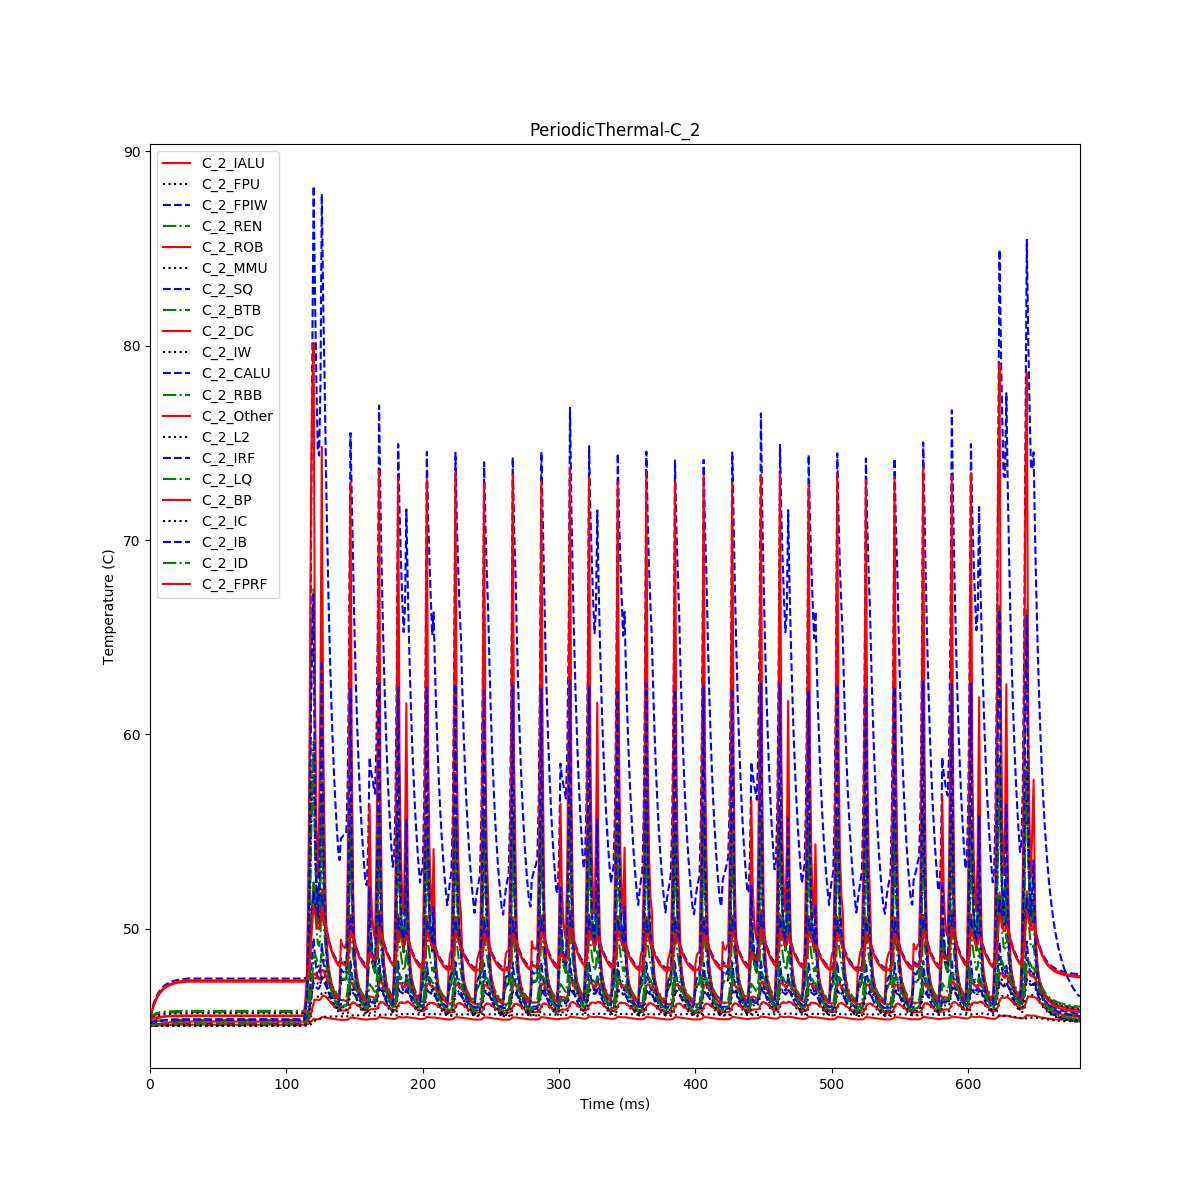 PeriodicThermal-C_2
90
80
70
60
50
Temperature (C)
C_2_IALU
C_2_FPU
C_2_FPIW
C_2_REN
C_2_ROB
C_2_MMU
C_2_SQ
C_2_BTB
C_2_DC
C_2_IW
C_2_CALU
C_2_RBB
C_2_Other
C_2_L2
C_2_IRF
C_2_LQ
C_2_BP
C_2_IC
C_2_IB
C_2_ID
C_2_FPRF
0 100 200 300 400 500 600
Time (ms)